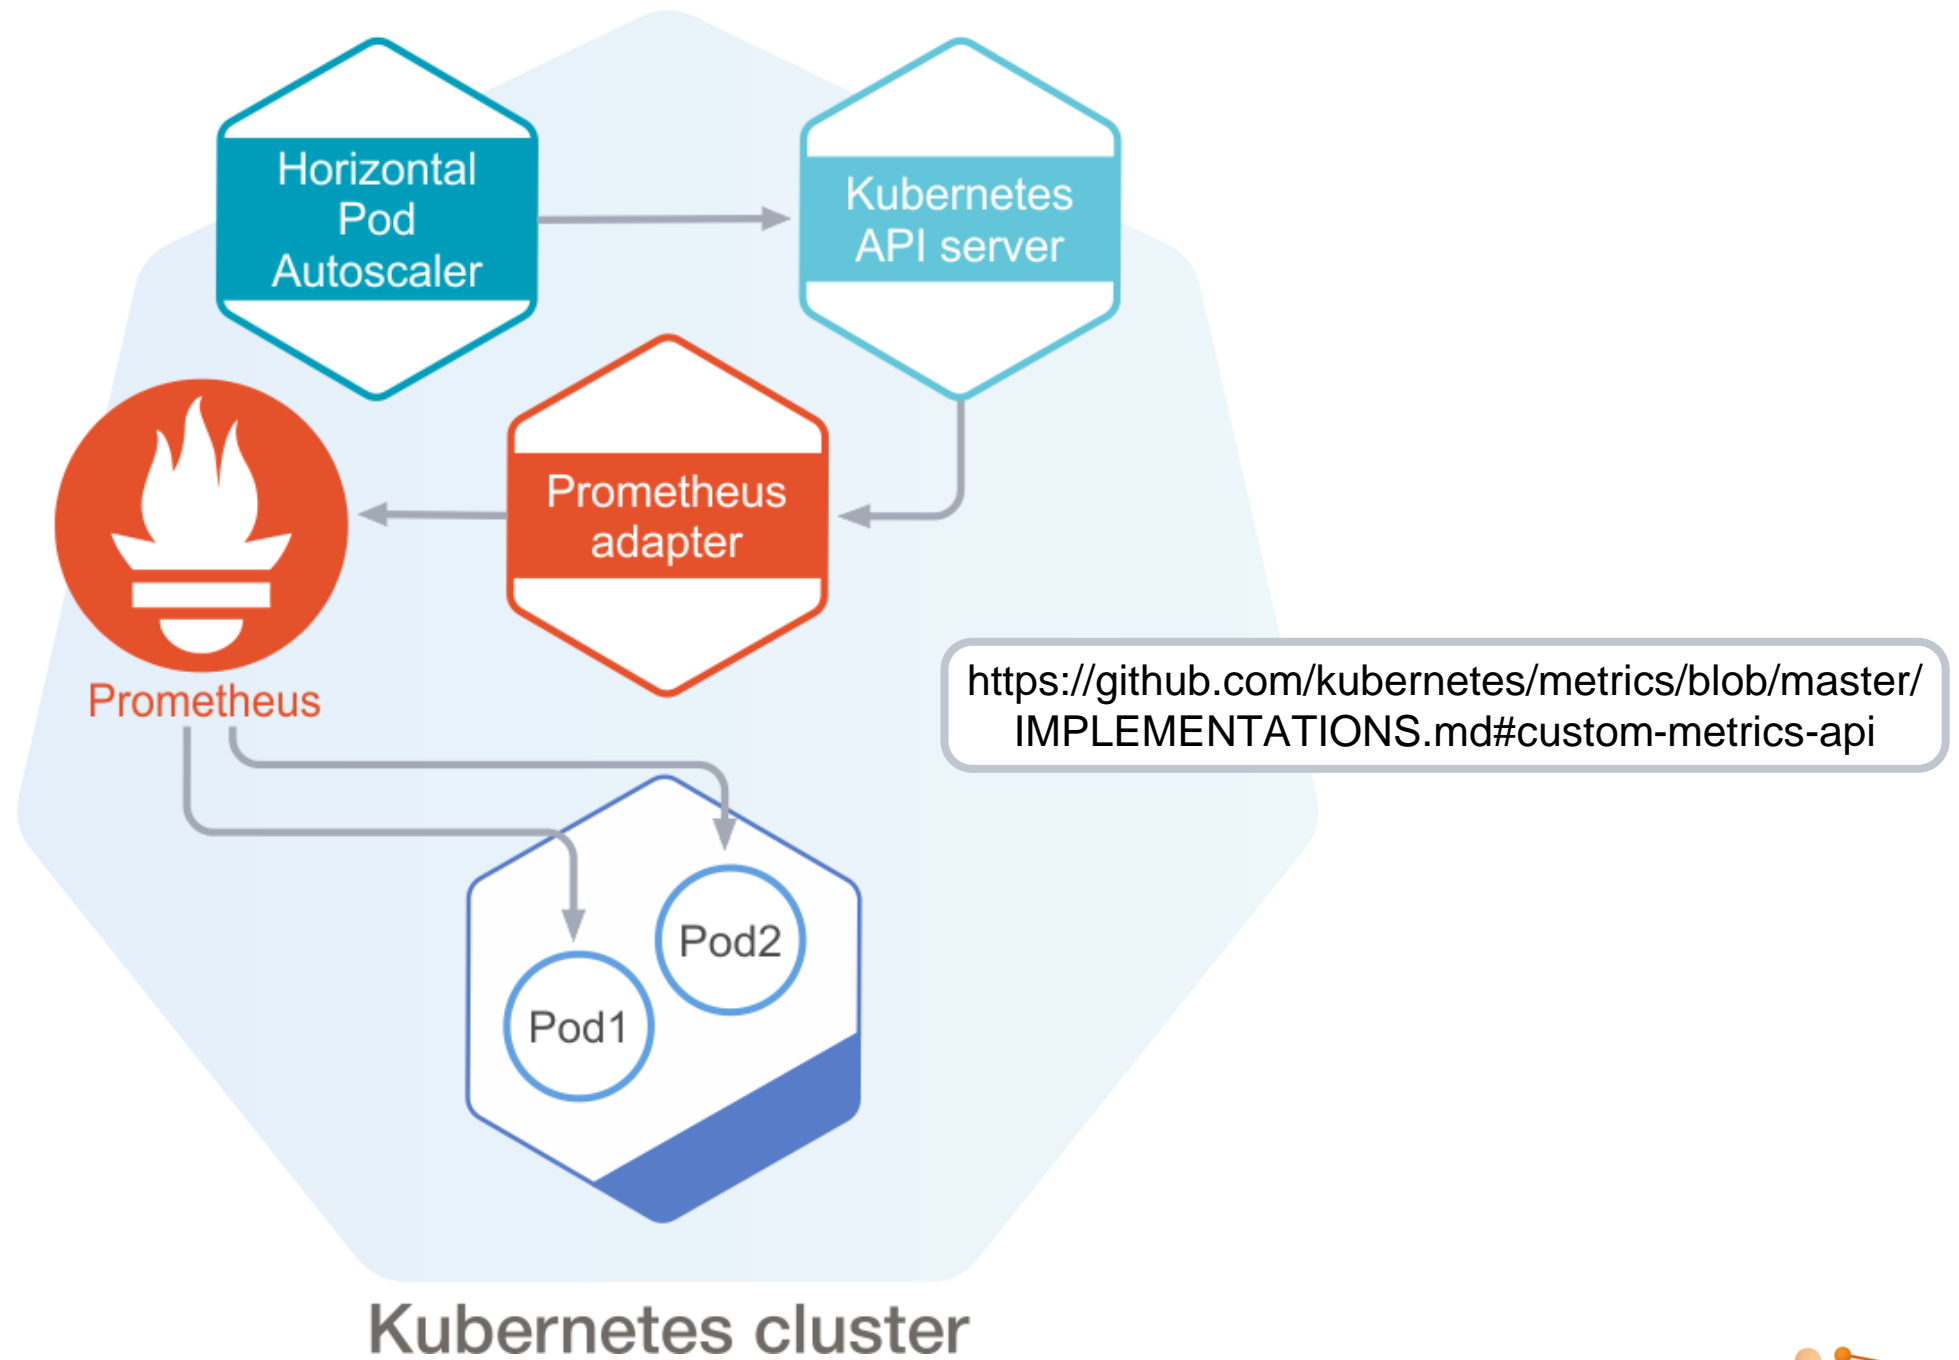 Horizontal
Pod
Autoscaler
Kubernetes
API server
Prometheus
adapter
Prometheus
https://github.com/kubernetes/metrics/blob/master/
IMPLEMENTATIONS.md#custom-metrics-api
Pod2
Pod1
Kubernetes cluster